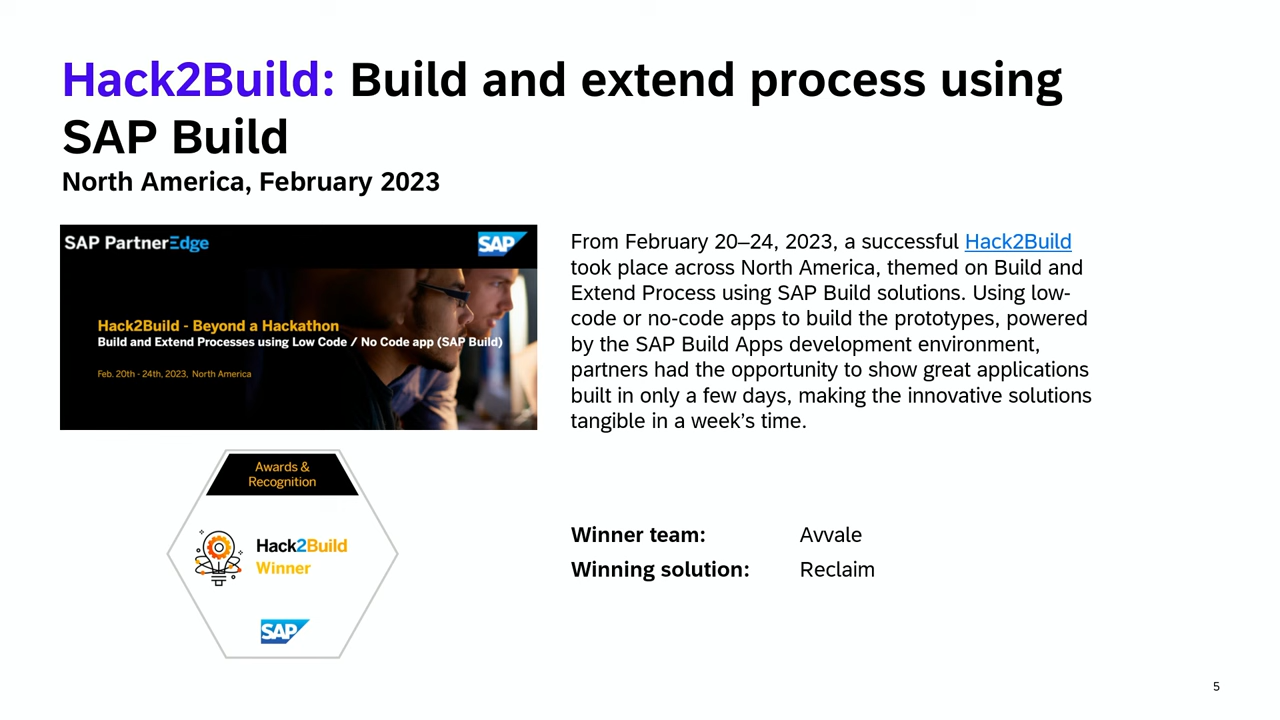 Hack2Build: Build and extend process using
SAP Build
North America, February 2023
SAP PartnerEdge
SAP
Hack2Build - Beyond a Hackathon
Build and Extend Processes using Low Code / No Code app (SAP Build)
Feb. 20th - 24th, 2023, North America
From February 20–24, 2023, a successful Hack2Build
took place across North America, themed on Build and
Extend Process using SAP Build solutions. Using low-
code or no-code apps to build the prototypes, powered
by the SAP Build Apps development environment,
partners had the opportunity to show great applications
built in only a few days, making the innovative solutions
tangible in a week’s time.
Awards &
Recognition
Hack2Build
Winner
SAP
Winner team: Avvale
Winning solution: Reclaim
5